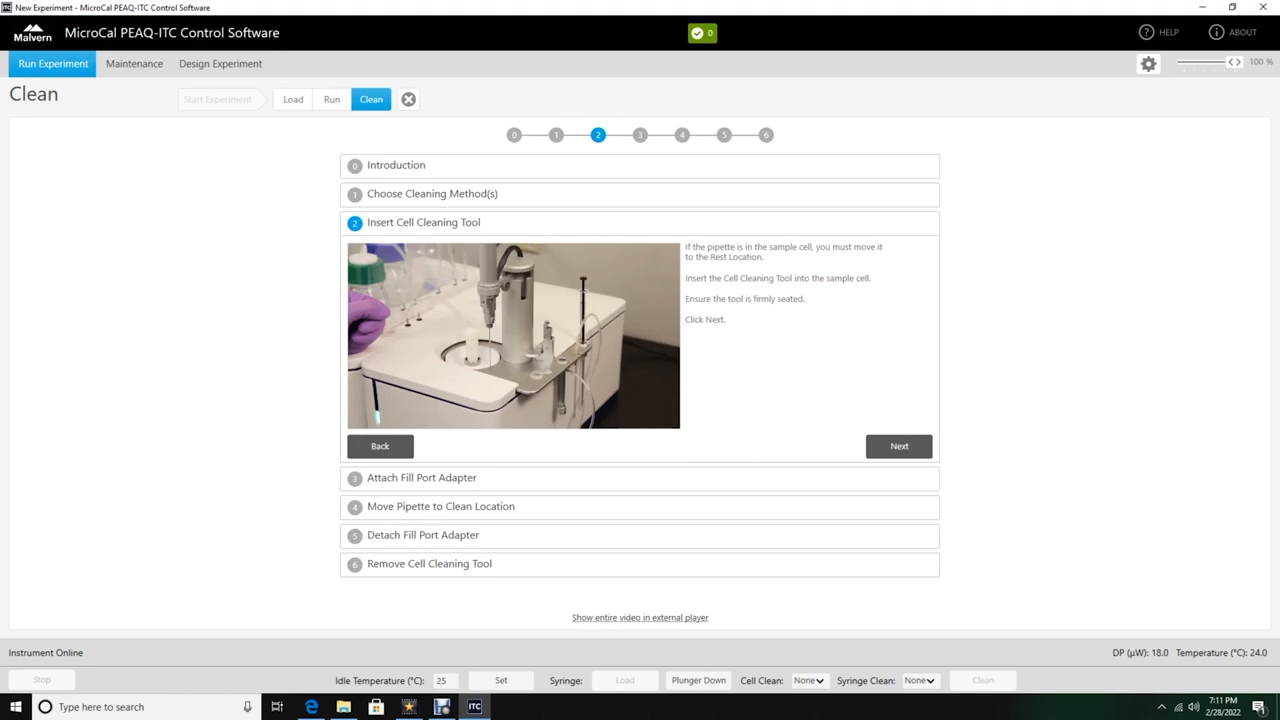 New Experiment - MicroCal PEAQ-ITC Control Software
Malvern
MicroCal PEAQ-ITC Control Software
0
HELP
ABOUT
Run Experiment
Maintenance
Design Experiment
100 %
Clean
Start Experiment
Load
Run
Clean
0 1 2 3 4 5 6
0 Introduction
1 Choose Cleaning Method(s)
2 Insert Cell Cleaning Tool
If the pipette is in the sample cell, you must move it
to the Rest Location.
Insert the Cell Cleaning Tool into the sample cell.
Ensure the tool is firmly seated.
Click Next.
Back
Next
3 Attach Fill Port Adapter
4 Move Pipette to Clean Location
5 Detach Fill Port Adapter
6 Remove Cell Cleaning Tool
Show entire video in external player
Instrument Online
DP (µW): 18.0 Temperature (°C): 24.0
Stop
Idle Temperature (°C): 25
Set
Syringe:
Load
Plunger Down
Cell Clean: None
Syringe Clean: None
Clean
Type here to search
ITC
7:11 PM
2/28/2022
1